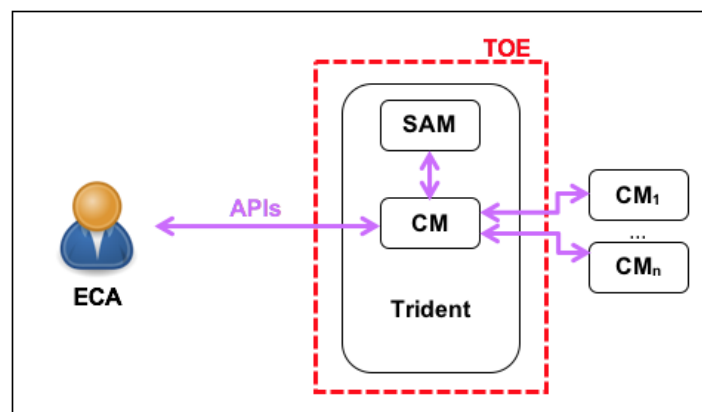 TOE
SAM
APIs
CM
CM1
...
CMn
Trident
ECA